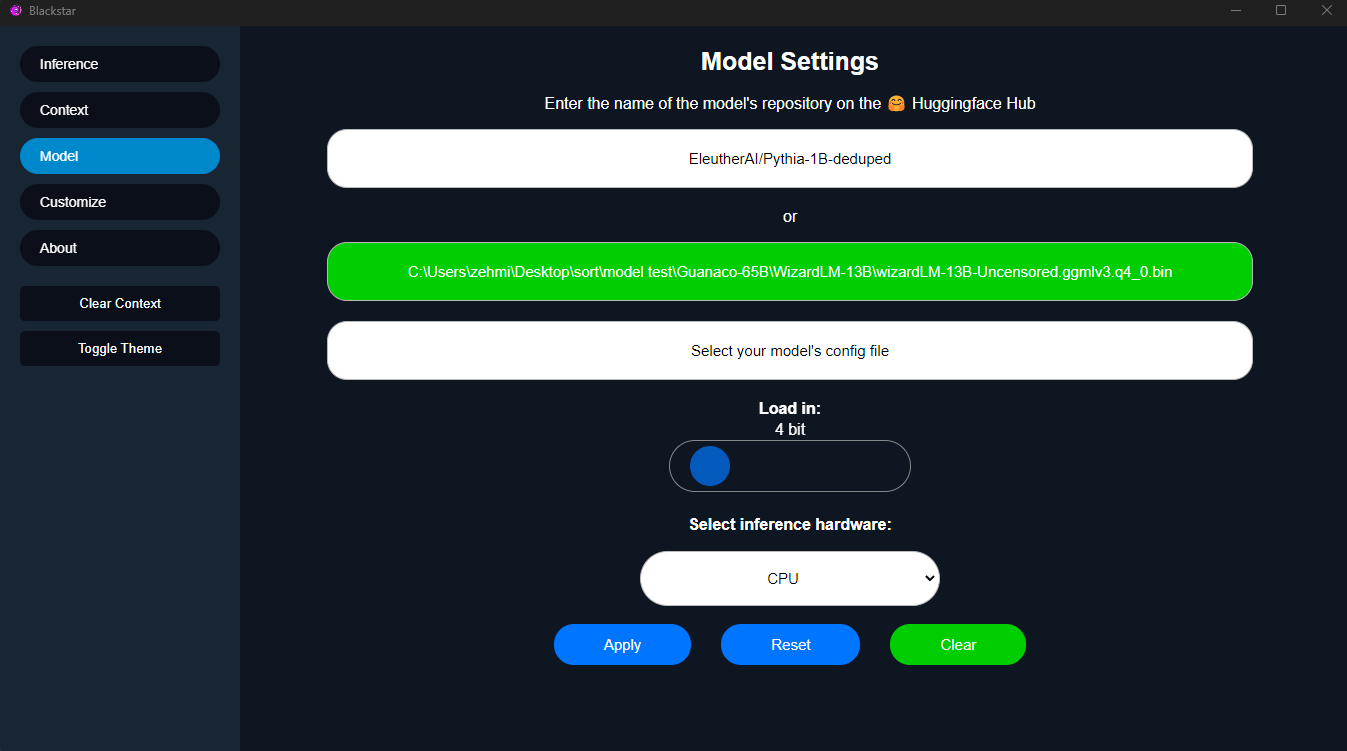 Blackstar
Inference
Context
Model
Customize
About
Clear Context
Toggle Theme
Model Settings
Enter the name of the model's repository on the 🤗 Huggingface Hub
EleutherAI/Pythia-1B-deduped
or
C:\Users\zehmi\Desktop\sort\model test\Guanaco-65B\WizardLM-13B\wizardLM-13B-Uncensored.ggmlv3.q4_0.bin
Select your model's config file
Load in:
4 bit
Select inference hardware:
CPU
Apply
Reset
Clear